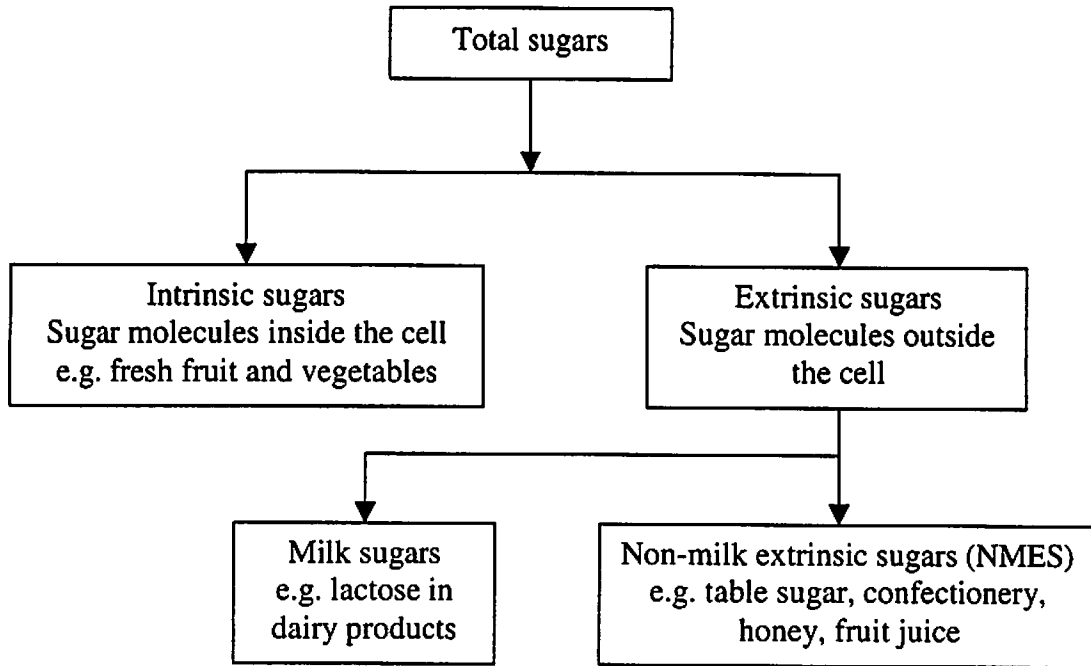 Total sugars
Intrinsic sugars
Sugar molecules inside the cell
e.g. fresh fruit and vegetables
Extrinsic sugars
Sugar molecules outside
the cell
Milk sugars
e.g. lactose in
dairy products
Non-milk extrinsic sugars (NMES)
e.g. table sugar, confectionery,
honey, fruit juice